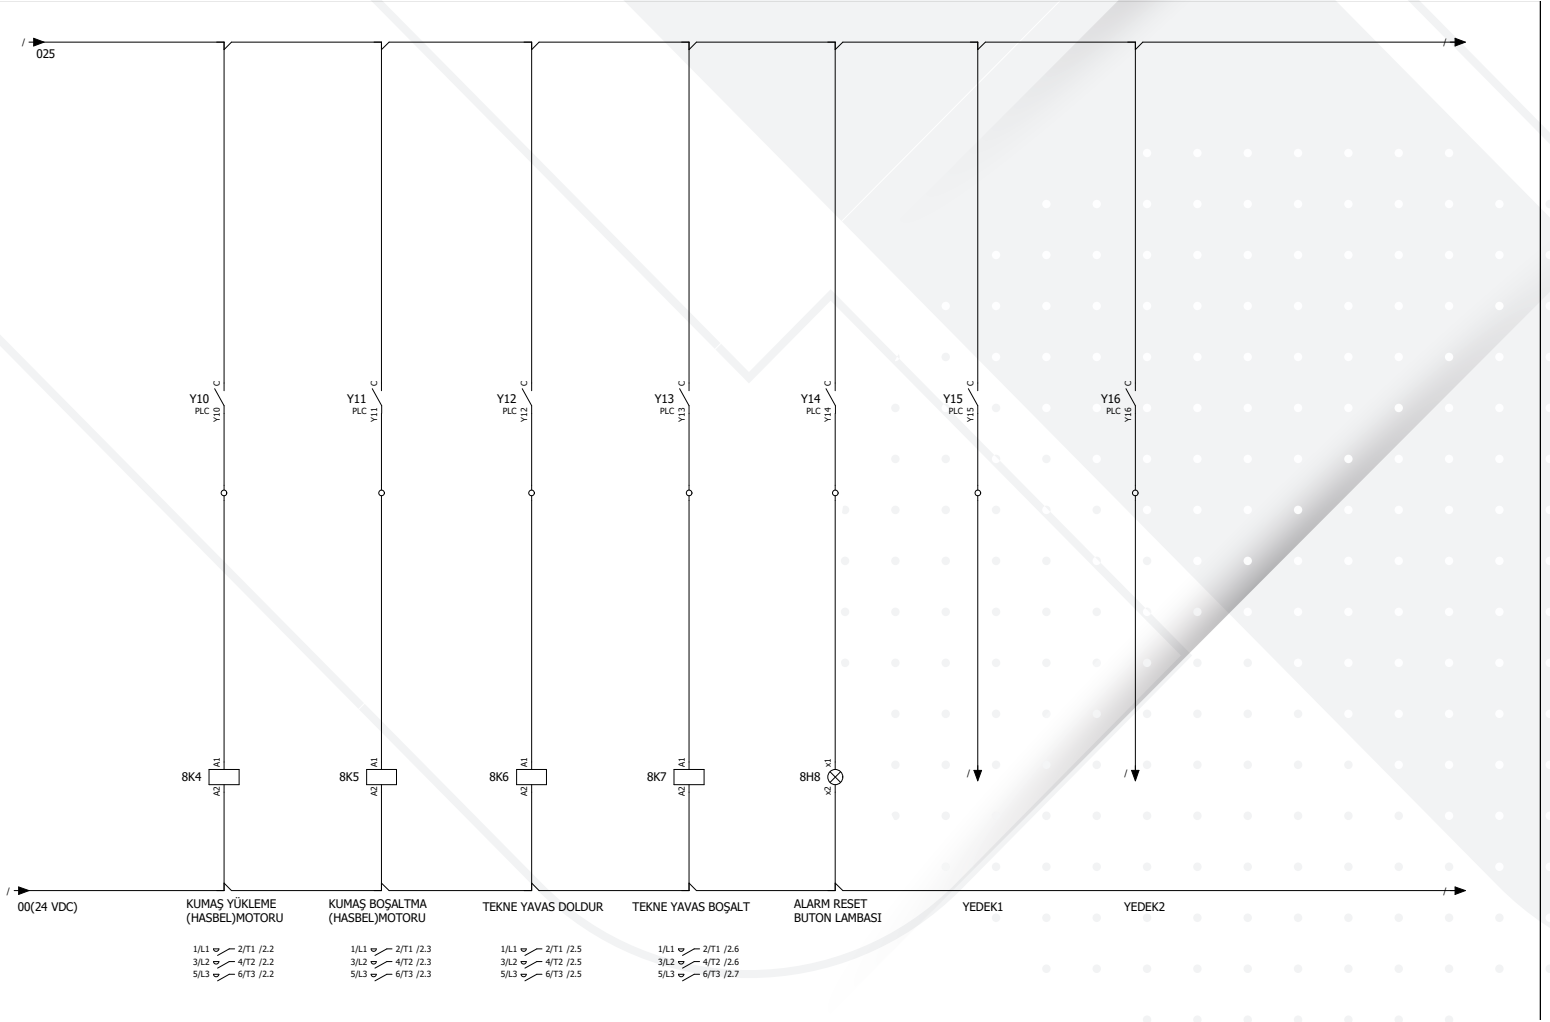 /
025
/
Y10
PLC
C
Y10
Y11
PLC
C
Y11
Y12
PLC
C
Y12
Y13
PLC
C
Y13
Y14
PLC
C
Y14
Y15
PLC
C
Y15
Y16
PLC
C
Y16
8K4
A1
A2
8K5
A1
A2
8K6
A1
A2
8K7
A1
A2
8H8
x1
x2
/
/
/
00(24 VDC)
/
KUMAŞ YÜKLEME
(HASBEL)MOTORU
KUMAŞ BOŞALTMA
(HASBEL)MOTORU
TEKNE YAVAS DOLDUR
TEKNE YAVAS BOŞALT
ALARM RESET
BUTON LAMBASI
YEDEK1
YEDEK2
1/L1 2/T1 /2.2
3/L2 4/T2 /2.2
5/L3 6/T3 /2.2
1/L1 2/T1 /2.3
3/L2 4/T2 /2.3
5/L3 6/T3 /2.3
1/L1 2/T1 /2.5
3/L2 4/T2 /2.5
5/L3 6/T3 /2.5
1/L1 2/T1 /2.6
3/L2 4/T2 /2.6
5/L3 6/T3 /2.7